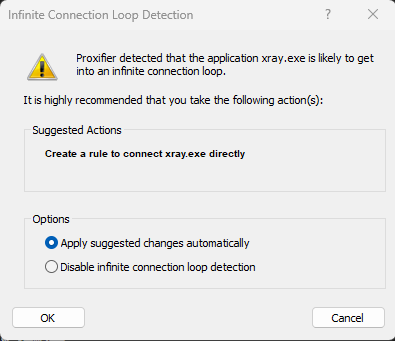 Infinite Connection Loop Detection
Proxifier detected that the application xray.exe is likely to get
into an infinite connection loop.
It is highly recommended that you take the following action(s):
Suggested Actions
Create a rule to connect xray.exe directly
Options
Apply suggested changes automatically
Disable infinite connection loop detection
OK
Cancel